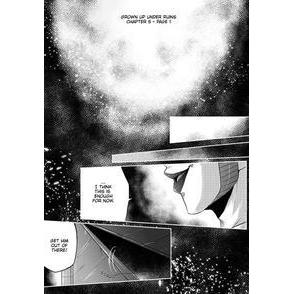 GROWN UP UNDER RUINS
CHAPTER 5 - PAGE 1
... I THINK
THIS IS
ENOUGH
FOR NOW.
GET HIM
OUT OF
THERE!